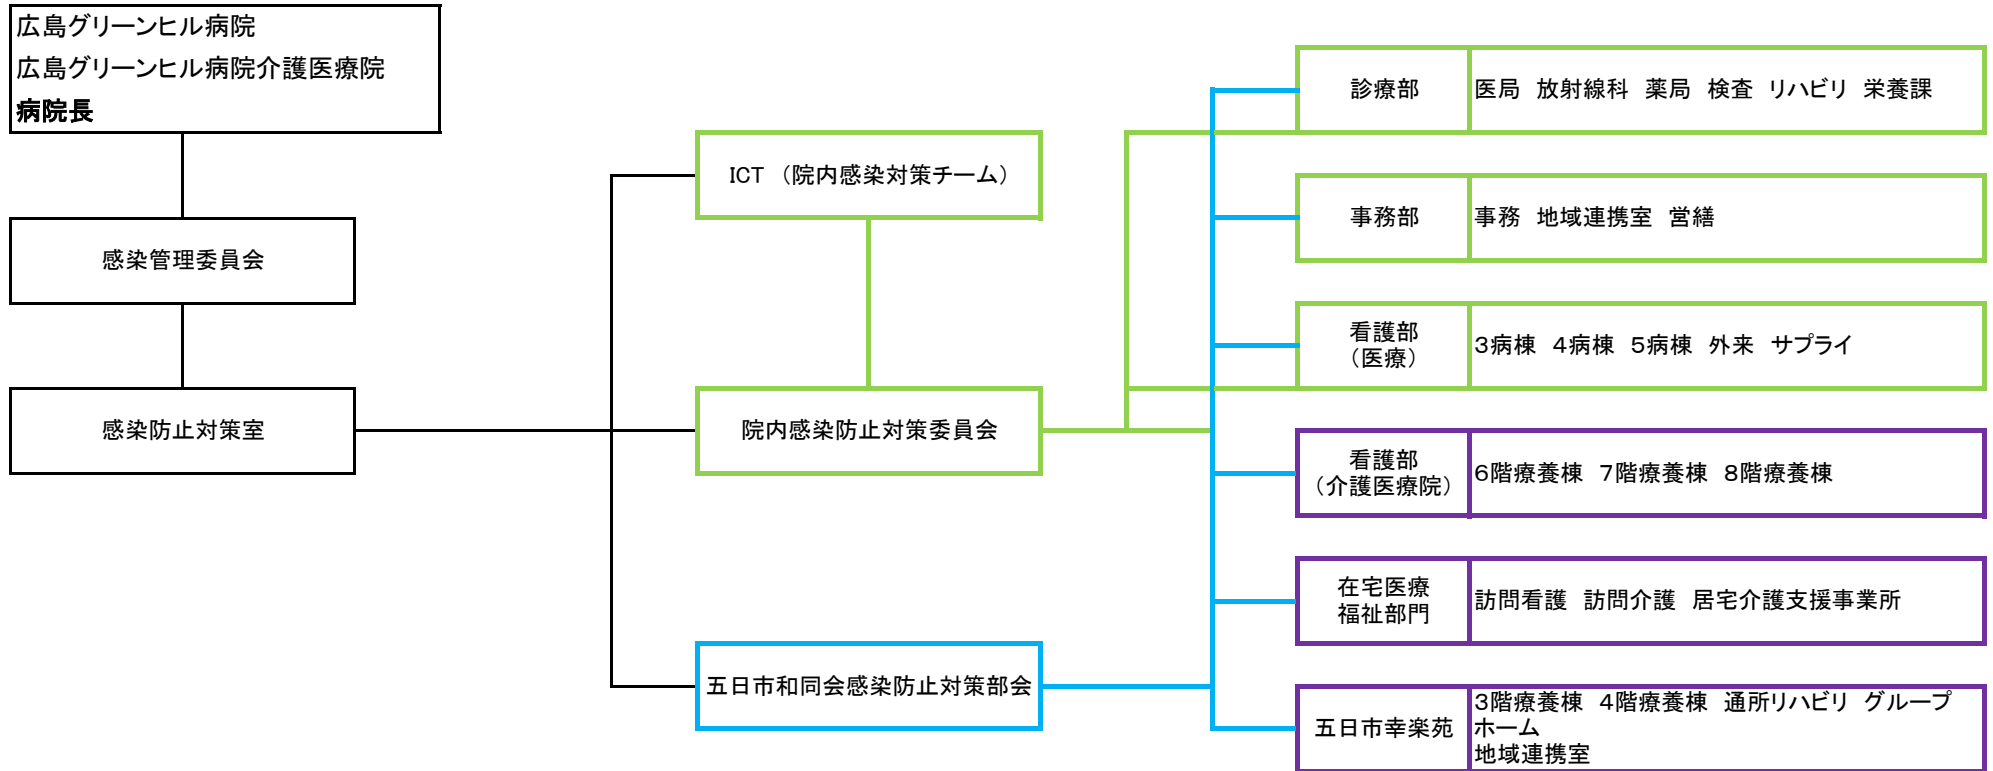 広島グリーンヒル病院
広島グリーンヒル病院介護医療院
病院長
感染管理委員会
感染防止対策室
ICT （院内感染対策チーム）
院内感染防止対策委員会
五日市和同会感染防止対策部会
診療部
医局　放射線科　薬局　検査　リハビリ　栄養課
事務部
事務　地域連携室　営繕
看護部
（医療）
3病棟　4病棟　5病棟　外来　サプライ
看護部
（介護医療院）
6階療養棟　7階療養棟　8階療養棟
在宅医療
福祉部門
訪問看護　訪問介護　居宅介護支援事業所
五日市幸楽苑
3階療養棟　4階療養棟　通所リハビリ　グループ
ホーム
地域連携室